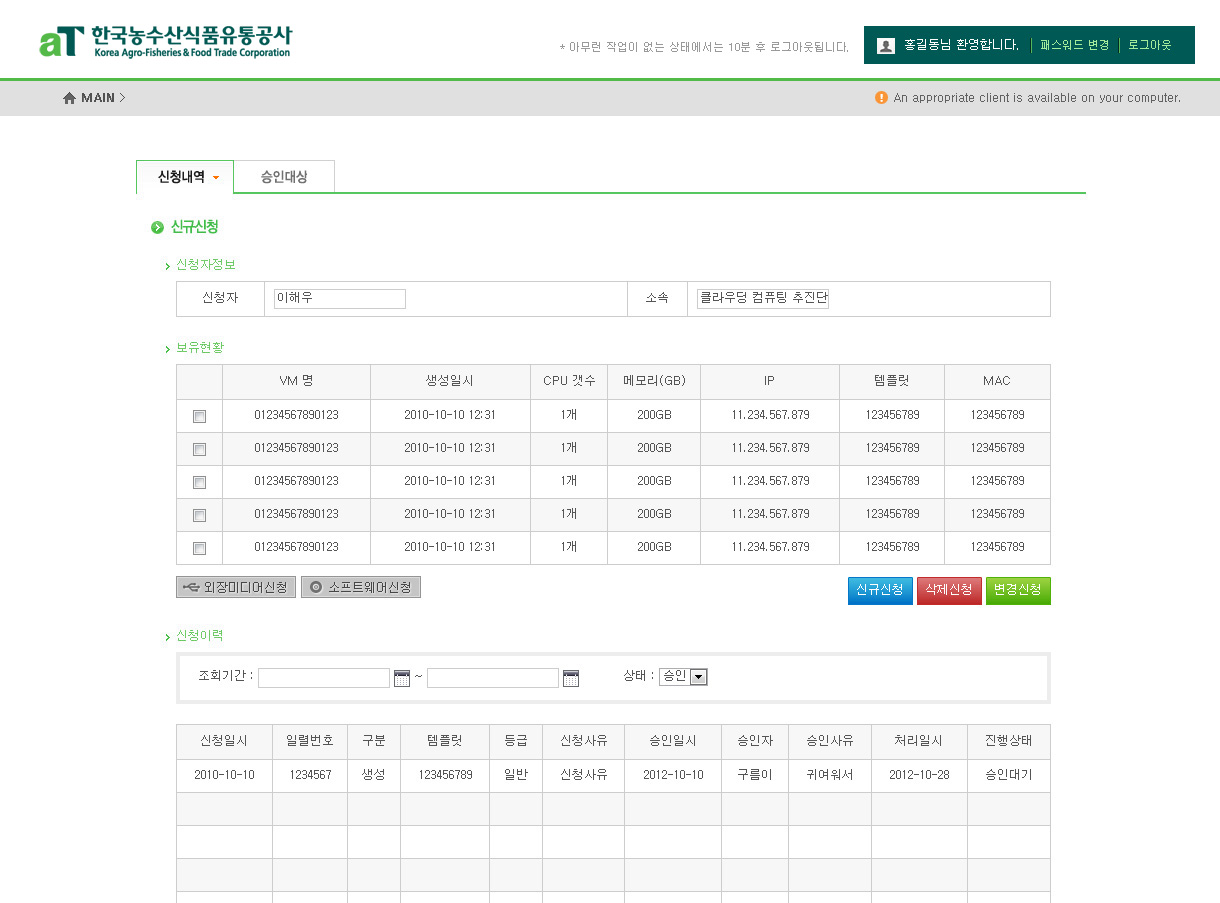 aT 한국농수산식품유통공사
Korea Agro-Fisheries & Food Trade Corporation
* 아무런 작업이 없는 상태에서는 10분 후 로그아웃됩니다.
홍길동님 환영합니다. 패스워드 변경 로그아웃
MAIN
An appropriate client is available on your computer.
신청내역 승인대상
신규신청
신청자정보
신청자 이해우 소속 클라우딩 컴퓨팅 추진단
보유현황
VM 명 생성일시 CPU 갯수 메모리(GB) IP 템플릿 MAC
01234567890123 2010-10-10 12:31 1개 200GB 11.234.567.879 123456789 123456789
01234567890123 2010-10-10 12:31 1개 200GB 11.234.567.879 123456789 123456789
01234567890123 2010-10-10 12:31 1개 200GB 11.234.567.879 123456789 123456789
01234567890123 2010-10-10 12:31 1개 200GB 11.234.567.879 123456789 123456789
01234567890123 2010-10-10 12:31 1개 200GB 11.234.567.879 123456789 123456789
외장미디어신청 소프트웨어신청 신규신청 삭제신청 변경신청
신청이력
조회기간 : ~ 상태 : 승인
신청일시 일렬번호 구분 템플릿 등급 신청사유 승인일시 승인자 승인사유 처리일시 진행상태
2010-10-10 1234567 생성 123456789 일반 신청사유 2012-10-10 구름이 귀여워서 2012-10-28 승인대기